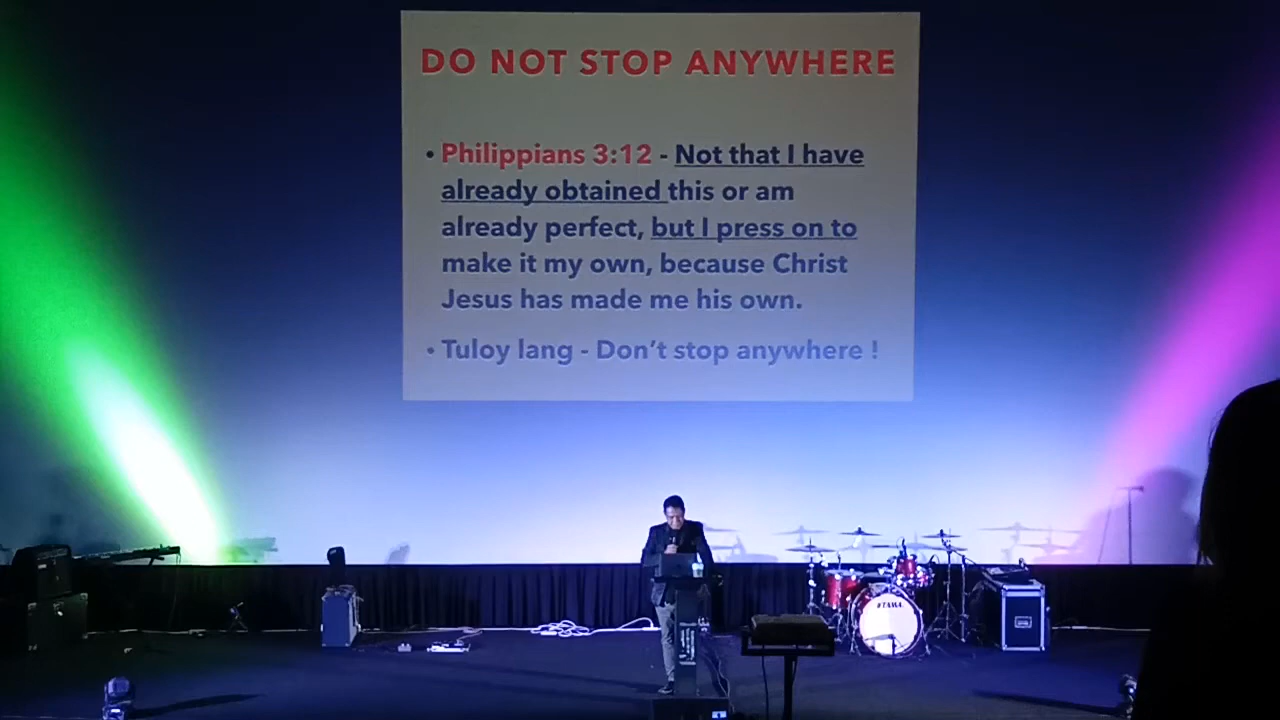 DO NOT STOP ANYWHERE
• Philippians 3:12 - Not that I have
already obtained this or am
already perfect, but I press on to
make it my own, because Christ
Jesus has made me his own.
• Tuloy lang - Don't stop anywhere !
TAMA